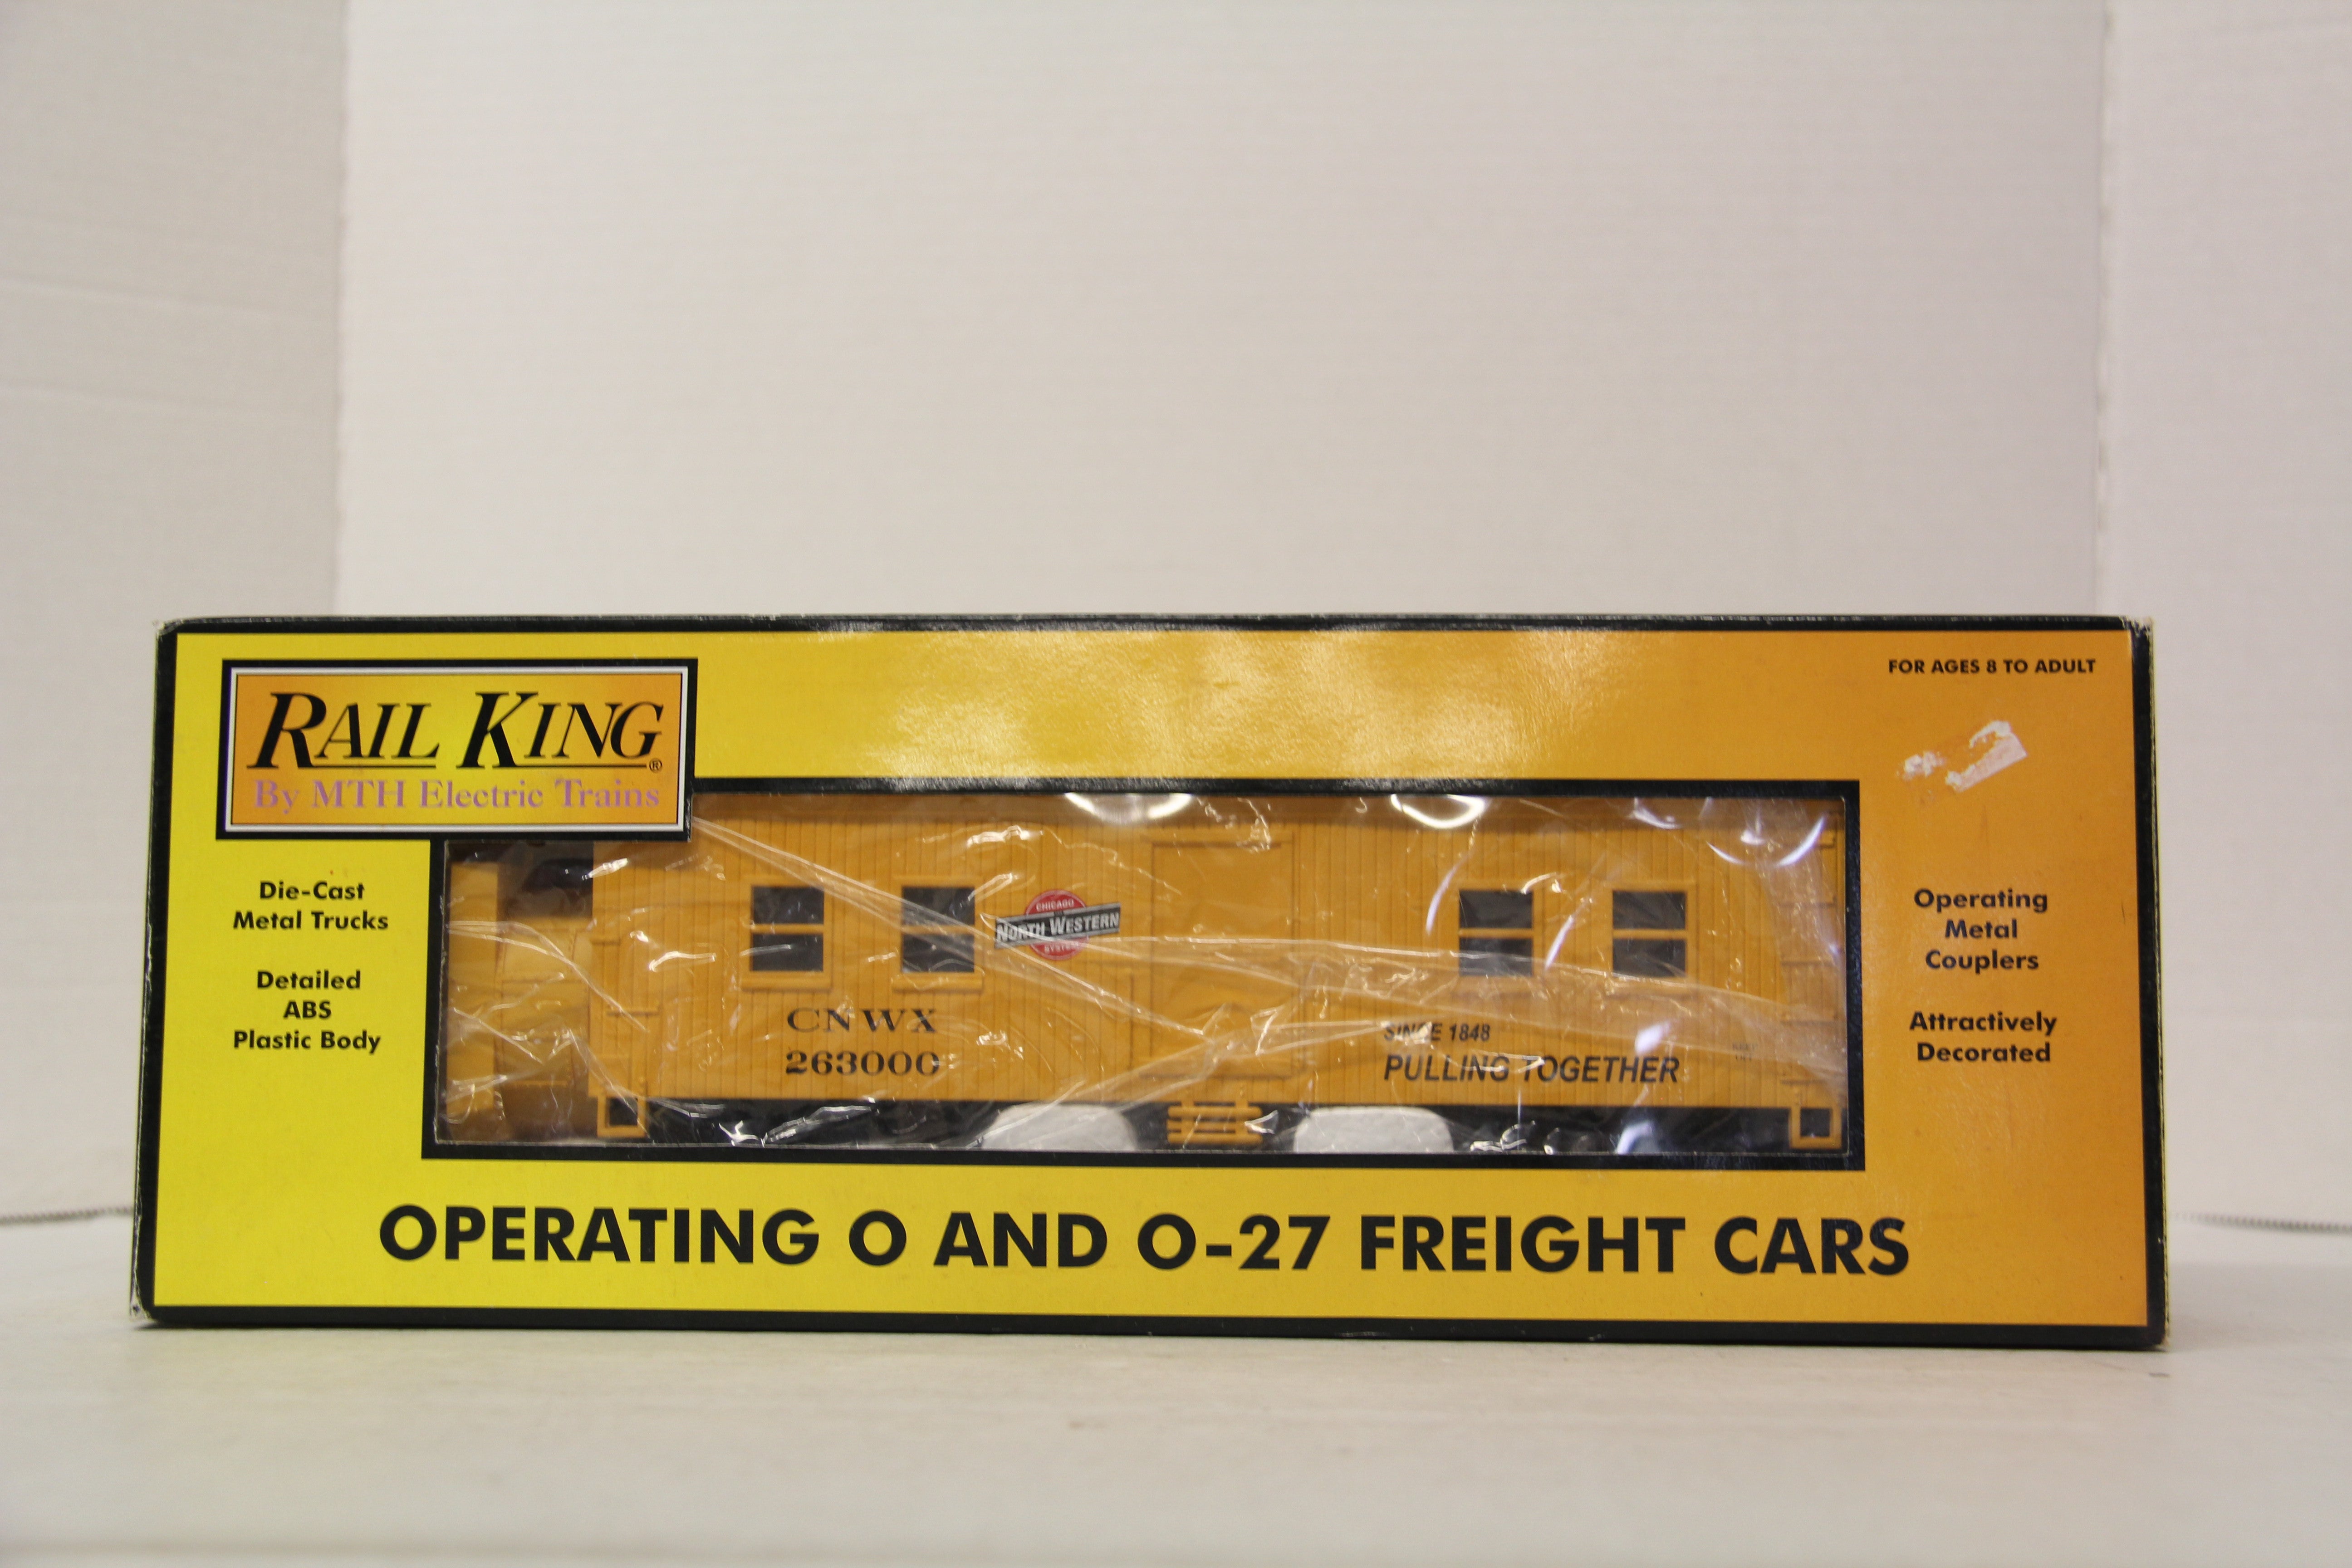 FOR AGES 8 TO ADULT
RAIL KING®
By MTH Electric Trains
Die-Cast
Metal Trucks
Detailed
ABS
Plastic Body
CHICAGO
NORTH WESTERN
SYSTEM
CNWX
263000
SINCE 1848
PULLING TOGETHER
Operating
Metal
Couplers
Attractively
Decorated
OPERATING O AND O-27 FREIGHT CARS